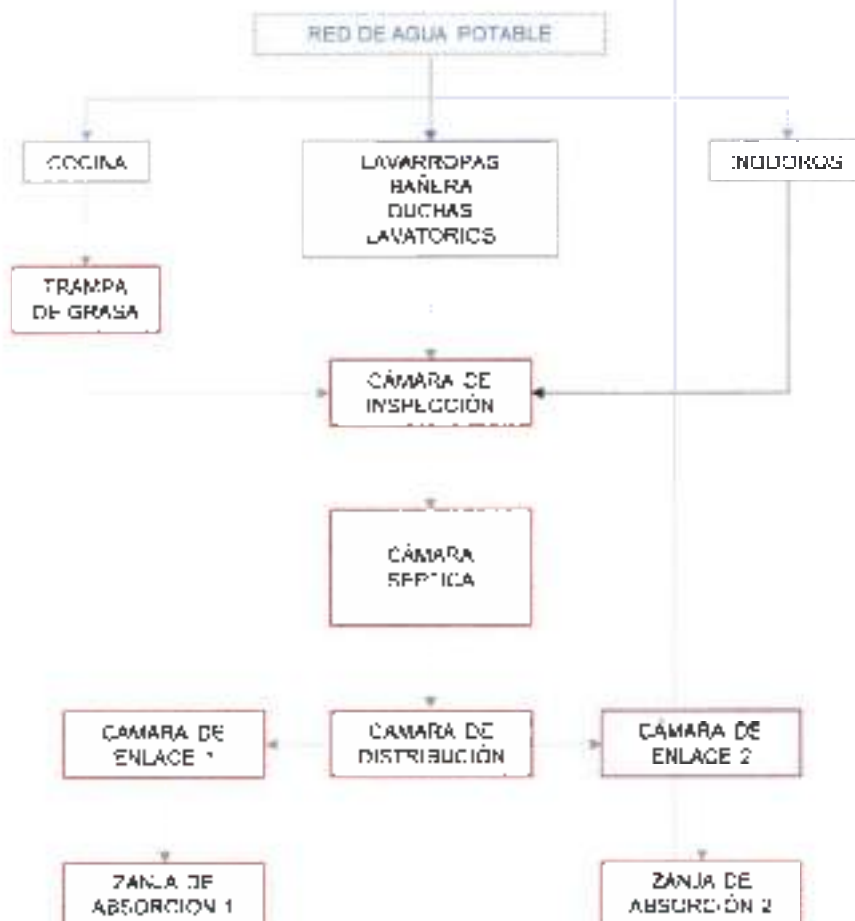 RED DE AGUA POTABLE
COCINA
LAVARROPAS
BAÑERA
DUCHAS
LAVATORIOS
INODOROS
TRAMPA
DE GRASA
CÁMARA DE
INSPECCIÓN
CÁMARA
SEPTICA
CAMARA DE
ENLACE 1
CAMARA DE
DISTRIBUCIÓN
CÁMARA DE
ENLACE 2
ZANJA DE
ABSORCION 1
ZANJA DE
ABSORCIÓN 2